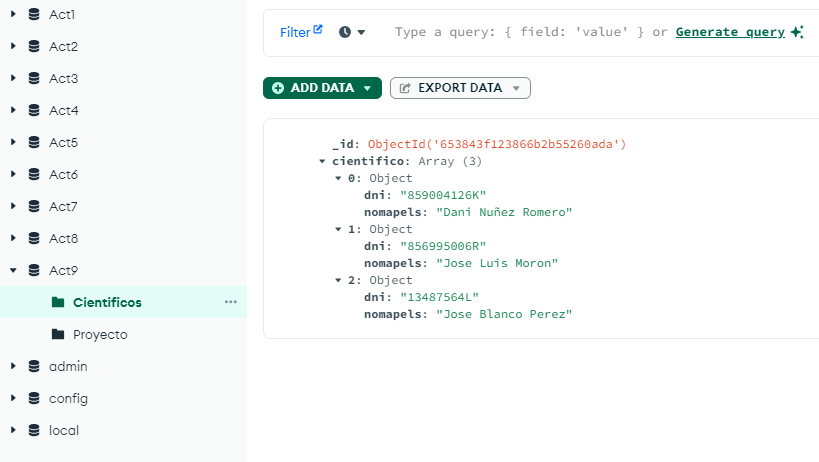 Act1
Act2
Act3
Act4
Act5
Act6
Act7
Act8
Act9
Cientificos
Proyecto
admin
config
local
Filter
Type a query: { field: 'value' } or Generate query
ADD DATA
EXPORT DATA
_id: ObjectId('653843f123866b2b55260ada')
cientifico: Array (3)
0: Object
dni: "859004126K"
nomapels: "Dani Nuñez Romero"
1: Object
dni: "856995006R"
nomapels: "Jose Luis Moron"
2: Object
dni: "13487564L"
nomapels: "Jose Blanco Perez"